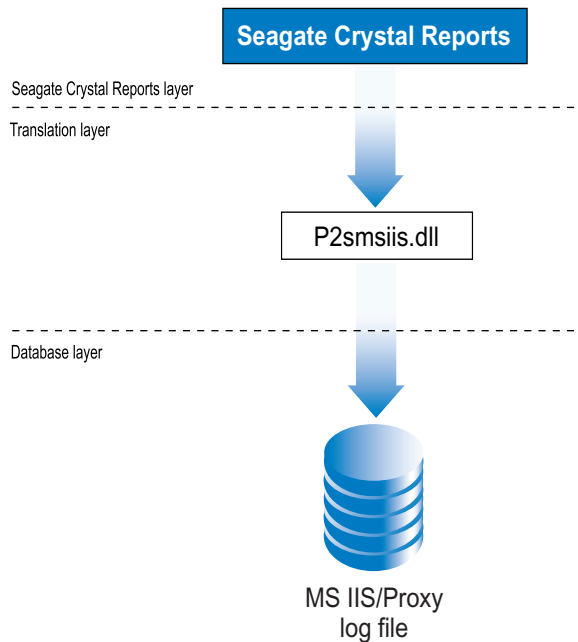 Seagate Crystal Reports
Seagate Crystal Reports layer
Translation layer
P2smsiis.dll
Database layer
MS IIS/Proxy
log file